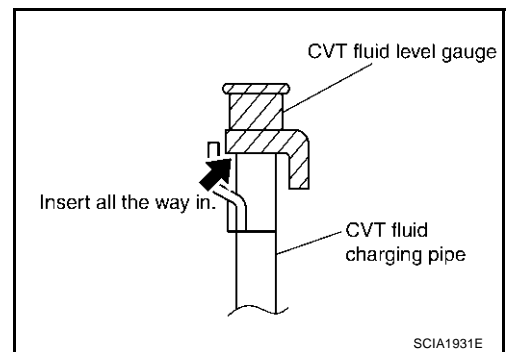 CVT fluid level gauge
Insert all the way in.
CVT fluid
charging pipe
SCIA1931E